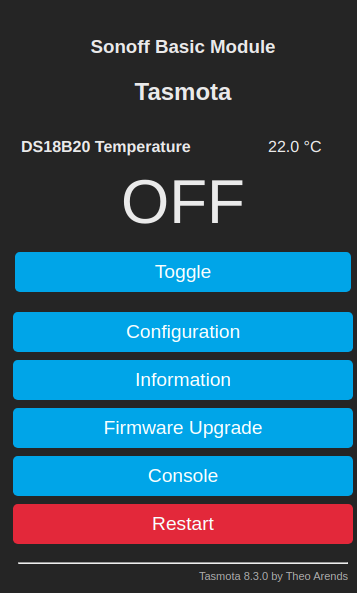 Sonoff Basic Module
Tasmota
DS18B20 Temperature 22.0 °C
OFF
Toggle
Configuration
Information
Firmware Upgrade
Console
Restart
Tasmota 8.3.0 by Theo Arends